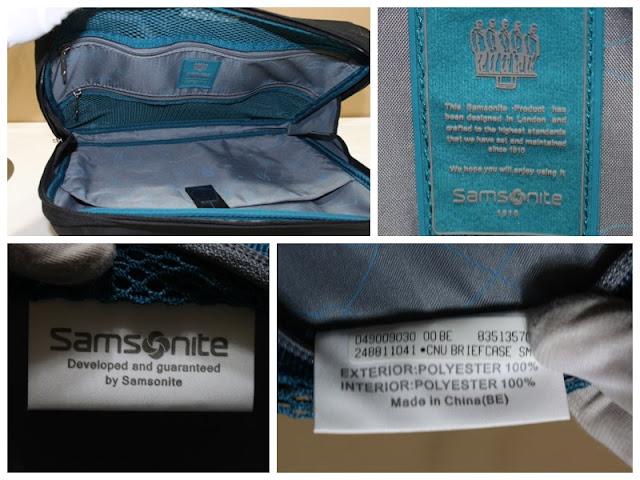 This Samsonite Product has
been designed in London and
crafted to the highest standards
that we have set and maintained
since 1910
We hope you will enjoy using it
Samsonite
1910
Samsonite
Developed and guaranteed
by Samsonite
049009030 00 BE 8351357
248811041 *CNU BRIEFCASE SM
EXTERIOR:POLYESTER 100%
INTERIOR:POLYESTER 100%
Made in China(BE)